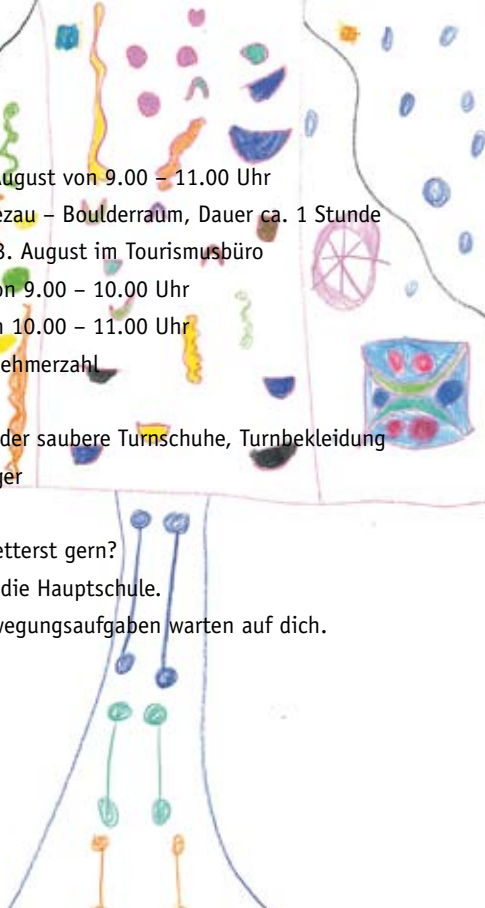 August von 9.00 – 11.00 Uhr
ezau – Boulderraum, Dauer ca. 1 Stunde
3. August im Tourismusbüro
on 9.00 – 10.00 Uhr
n 10.00 – 11.00 Uhr
ehmerzahl
der saubere Turnschuhe, Turnbekleidung
ger
etterst gern?
die Hauptschule.
wegungsaufgaben warten auf dich.